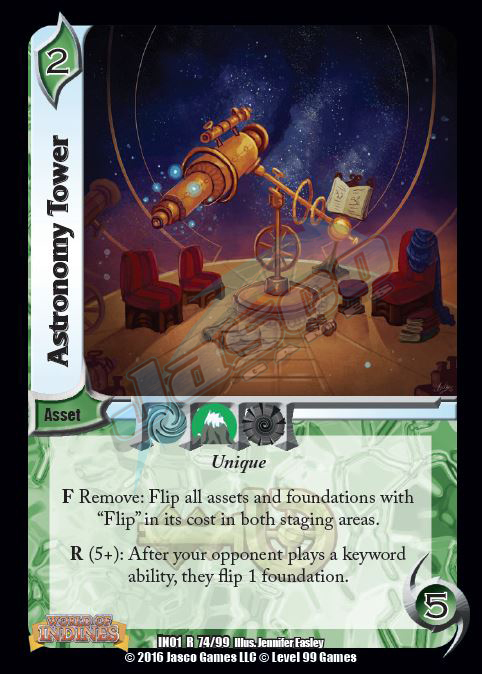 2
Astronomy Tower
Jasco
Asset
Unique
F Remove: Flip all assets and foundations with
“Flip” in its cost in both staging areas.
R (5+): After your opponent plays a keyword
ability, they flip 1 foundation.
5
WORLD OF
INDINES
IN01 R 74/99 Illus. Jennifer Easley
© 2016 Jasco Games LLC © Level 99 Games